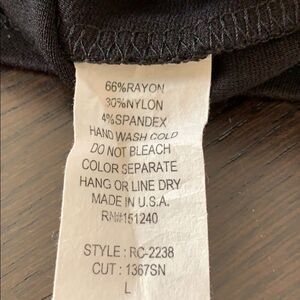 66%RAYON
30%NYLON
4%SPANDEX
HAND WASH COLD
DO NOT BLEACH
COLOR SEPARATE
HANG OR LINE DRY
MADE IN U.S.A.
RN#151240
STYLE : RC-2238
CUT : 1367SN
L